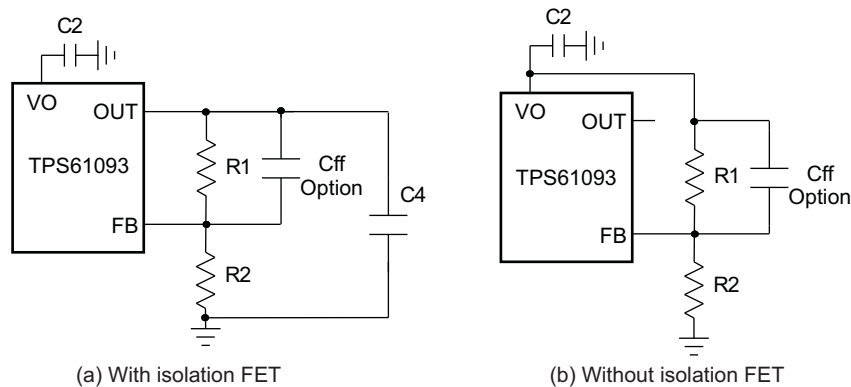 C2
VO
OUT
TPS61093
R1
Cff
Option
C4
FB
R2
(a) With isolation FET
C2
VO
OUT
TPS61093
R1
Cff
Option
FB
R2
(b) Without isolation FET